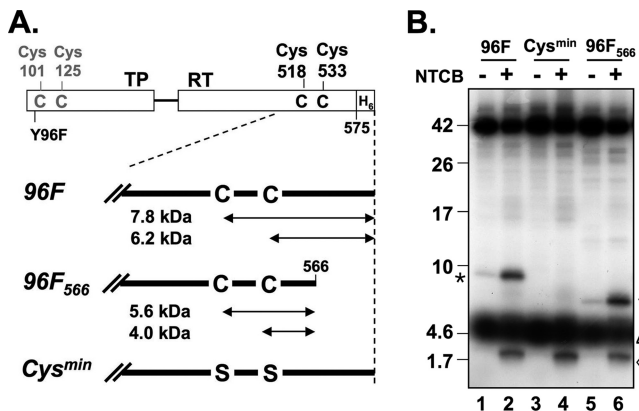 A.
Cys Cys
101 125
TP RT
Cys Cys
518 533
C C C C H6
Y96F 575
96F C C
7.8 kDa
6.2 kDa
96F566 C C 566
5.6 kDa
4.0 kDa
Cysmin S S
B.
96F Cysmin 96F566
NTCB - + - + - +
42
26
17
10
*
4.6
1.7
1 2 3 4 5 6